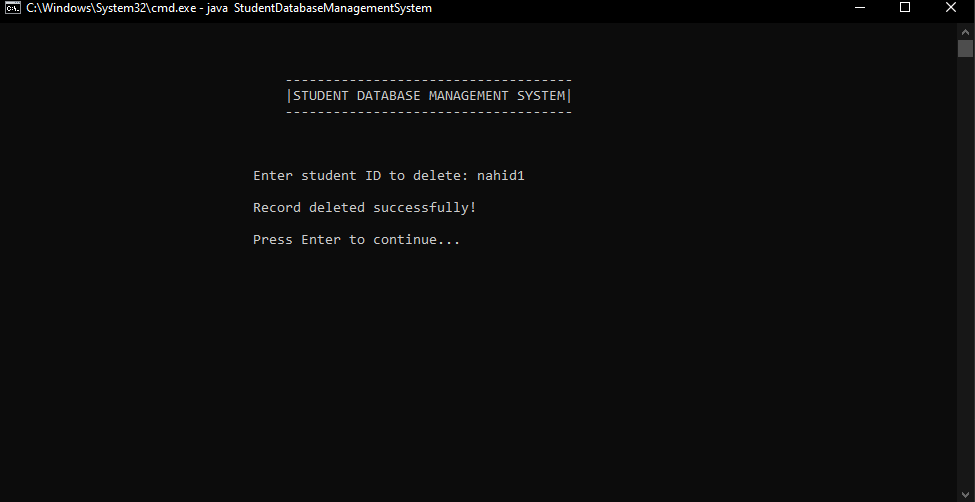 C:\Windows\System32\cmd.exe - java StudentDatabaseManagementSystem
------------------------------------
|STUDENT DATABASE MANAGEMENT SYSTEM|
------------------------------------
Enter student ID to delete: nahid1
Record deleted successfully!
Press Enter to continue...